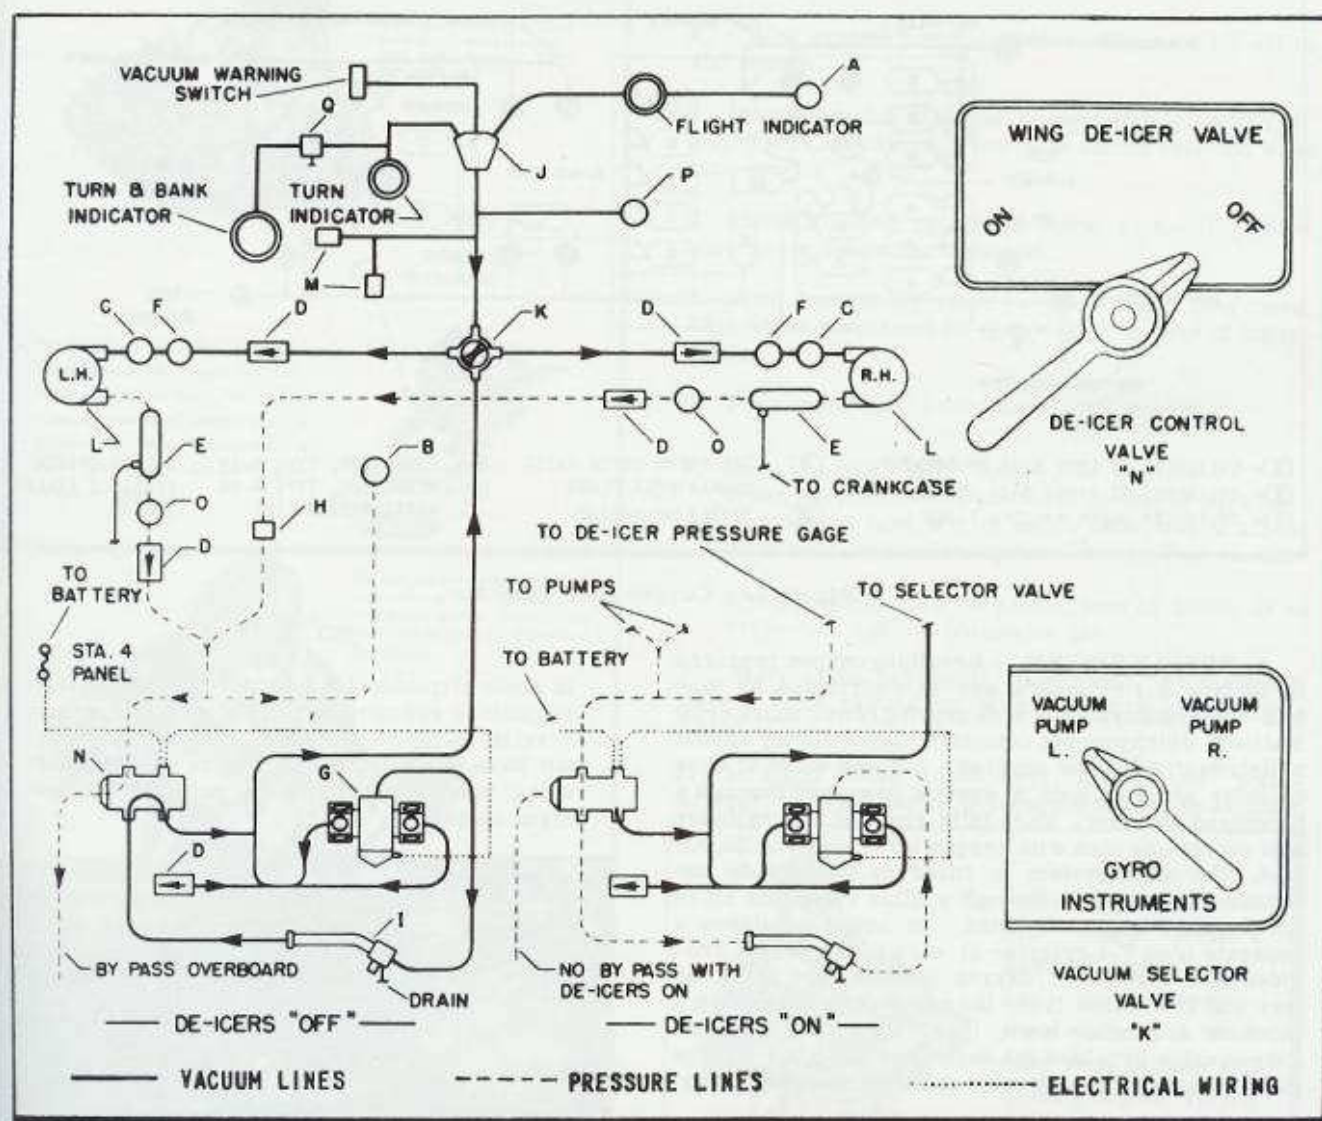 VACUUM WARNING
SWITCH
Q
A
FLIGHT INDICATOR
J
P
TURN & BANK
INDICATOR
TURN
INDICATOR
M
WING DE-ICER VALVE
ON
OFF
C
F
D
K
D
F
C
L.H.
R.H.
L
E
B
D
O
E
L
DE-ICER CONTROL
VALVE
"N"
O
H
TO CRANKCASE
D
TO DE-ICER PRESSURE GAGE
TO
BATTERY
TO PUMPS
TO SELECTOR VALVE
STA. 4
PANEL
TO BATTERY
VACUUM
PUMP
L
VACUUM
PUMP
R
N
G
D
GYRO
INSTRUMENTS
I
BY PASS OVERBOARD
DRAIN
NO BY PASS WITH
DE-ICERS ON
VACUUM SELECTOR
VALVE
"K"
DE-ICERS "OFF"
DE-ICERS "ON"
VACUUM LINES
PRESSURE LINES
ELECTRICAL WIRING